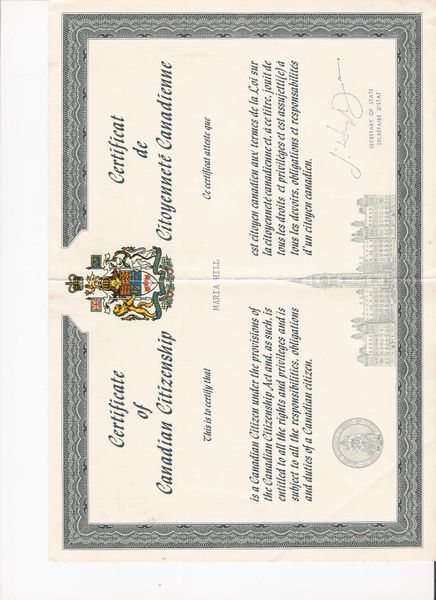 Certificate
of
Canadian Citizenship
Certificat
de
Citoyenneté Canadienne
This is to certify that
Ce certificat atteste que
MARIA HILL
is a Canadian Citizen under the provisions of
the Canadian Citizenship Act and, as such, is
entitled to all the rights and privileges and is
subject to all the responsibilities, obligations
and duties of a Canadian citizen.
est citoyen canadien aux termes de la Loi sur
la citoyenneté canadienne et, à ce titre, jouit de
tous les droits et privilèges et est assujetti(e) à
tous les devoirs, obligations et responsabilités
d'un citoyen canadien.
SECRETARY OF STATE
SECRÉTAIRE D'ÉTAT